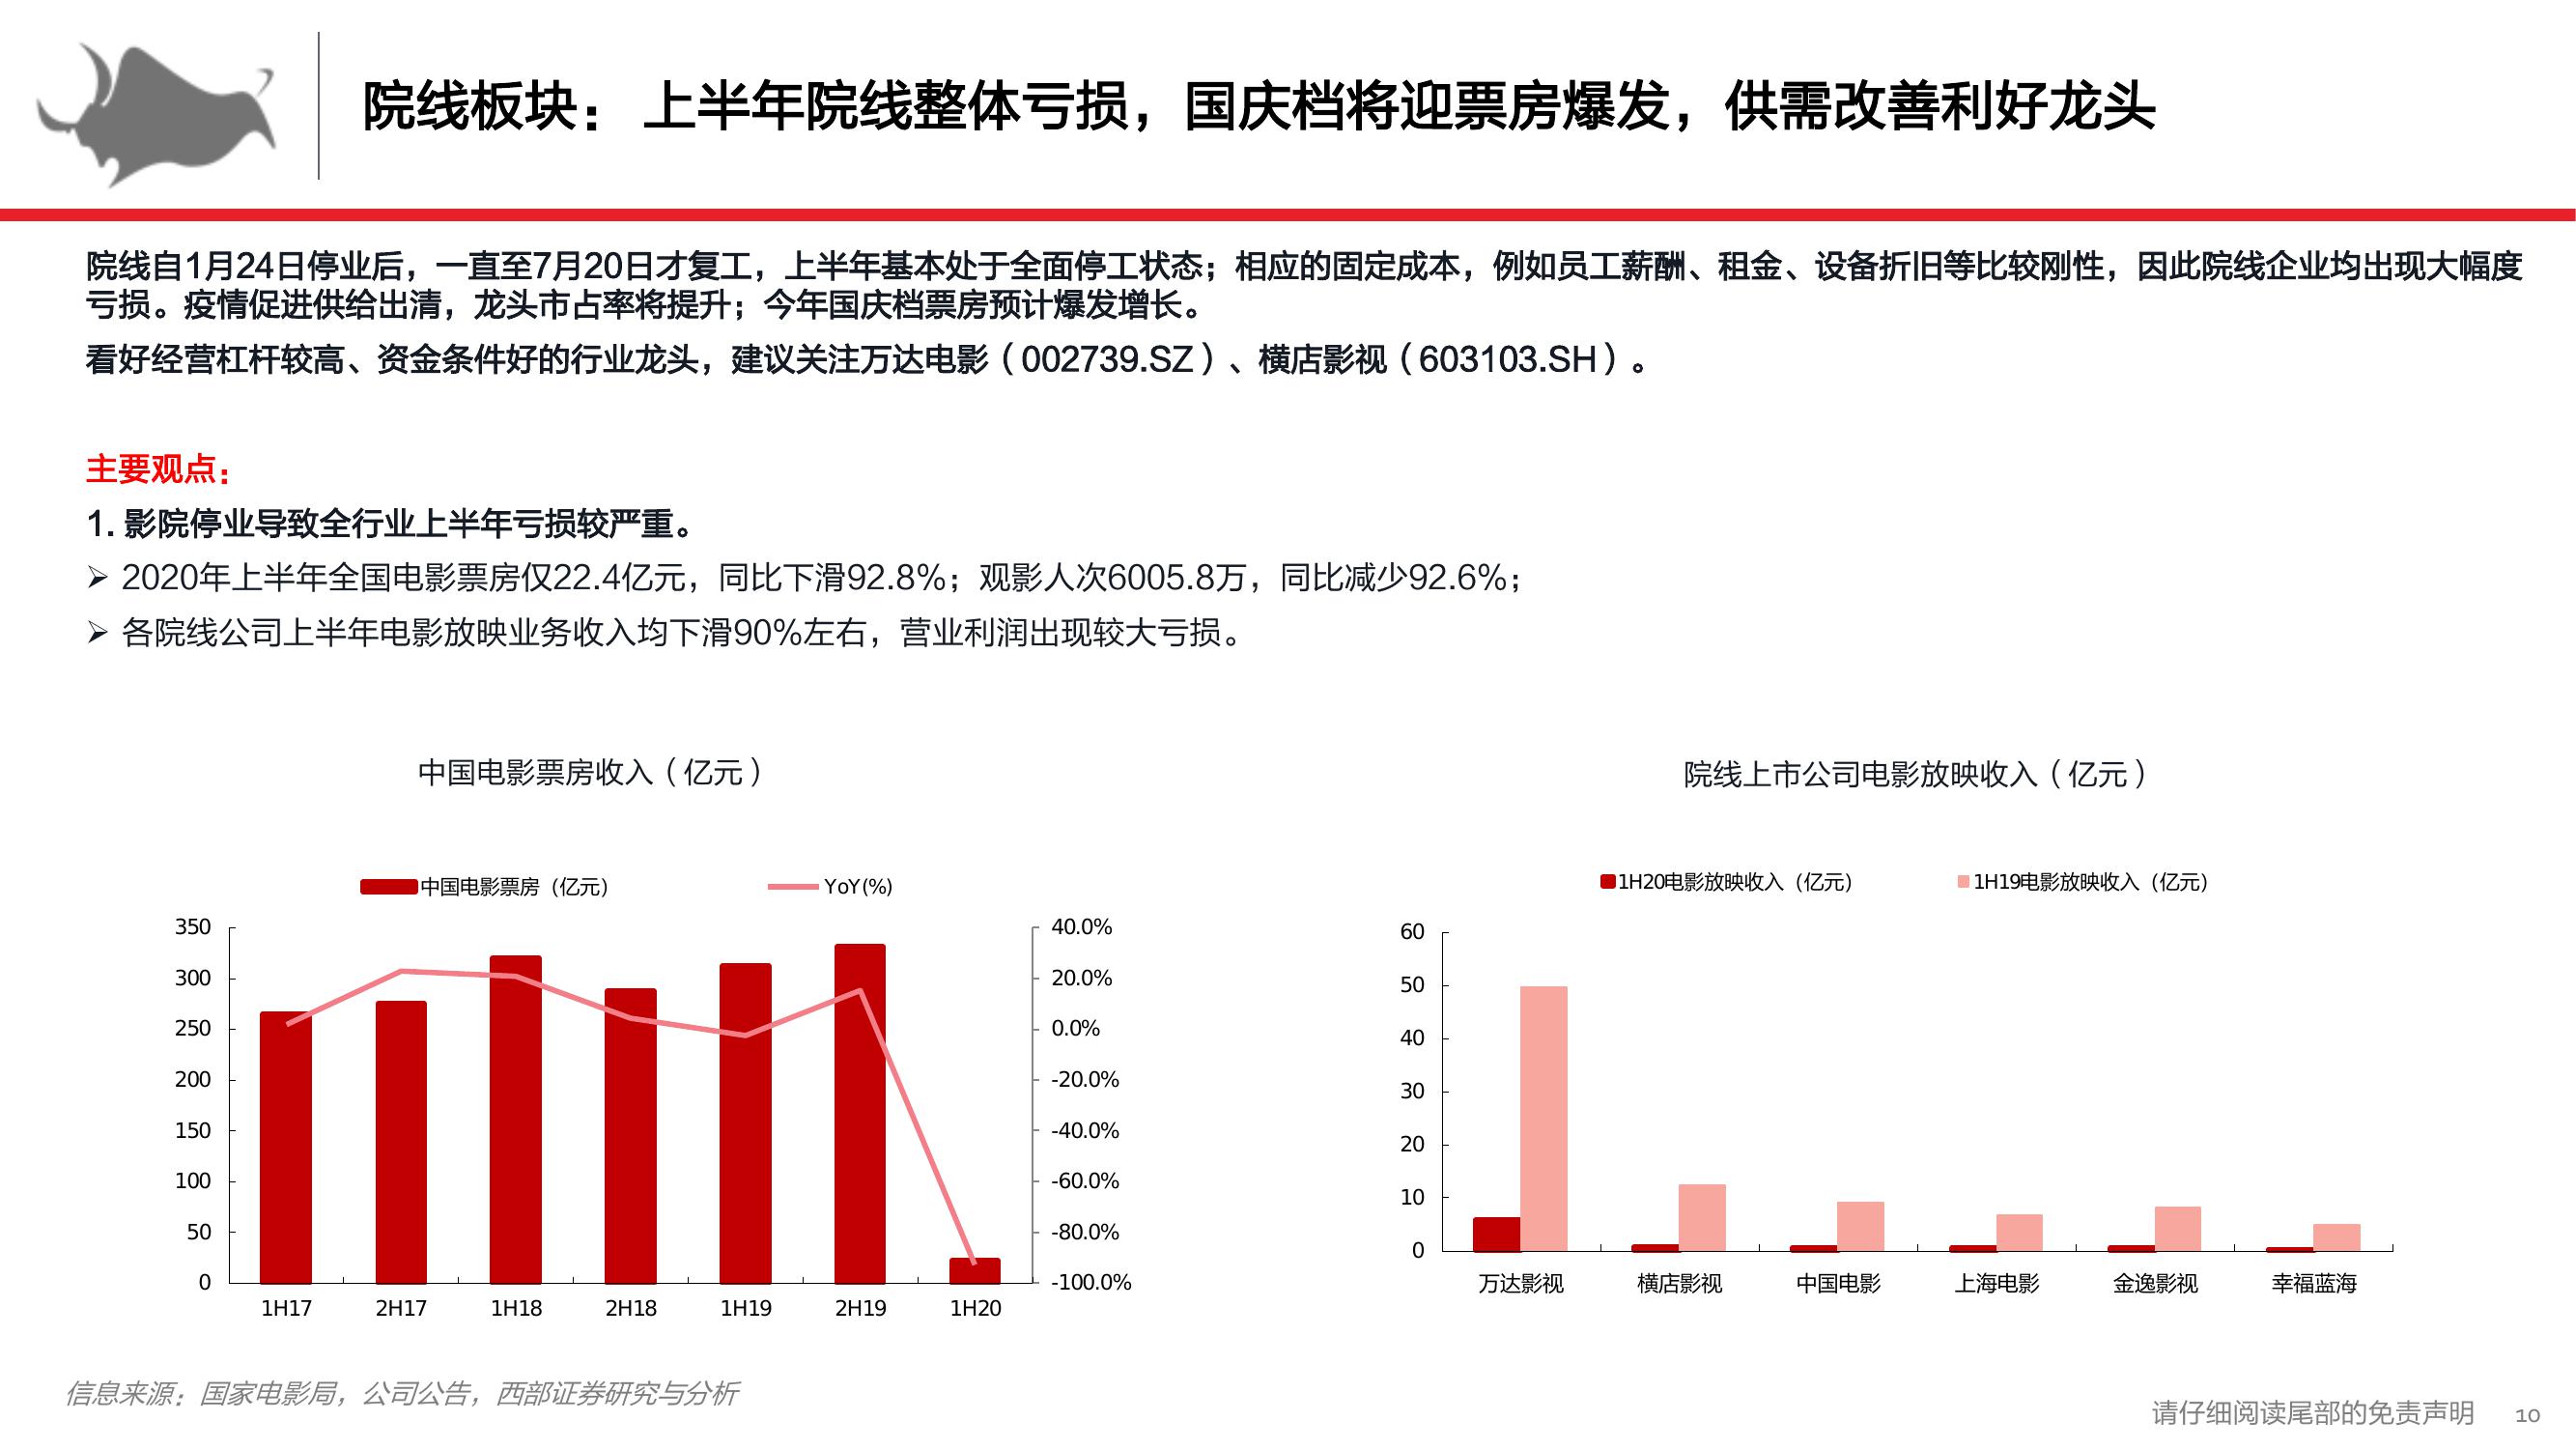 院线板块： 上半年院线整体亏损，国庆档将迎票房爆发，供需改善利好龙头
院线自1月24日停业后，一直至7月20日才复工，上半年基本处于全面停工状态；相应的固定成本，例如员工薪酬、租金、设备折旧等比较刚性，因此院线企业均出现大幅度
亏损。疫情促进供给出清，龙头市占率将提升；今年国庆档票房预计爆发增长。
看好经营杠杆较高、资金条件好的行业龙头，建议关注万达电影（002739.SZ）、横店影视（603103.SH）。
主要观点：
1. 影院停业导致全行业上半年亏损较严重。
➢ 2020年上半年全国电影票房仅22.4亿元，同比下滑92.8%；观影人次6005.8万，同比减少92.6%；
➢ 各院线公司上半年电影放映业务收入均下滑90%左右，营业利润出现较大亏损。
中国电影票房收入（亿元）
中国电影票房（亿元） YoY(%)
350
300
250
200
150
100
50
0
40.0%
20.0%
0.0%
-20.0%
-40.0%
-60.0%
-80.0%
-100.0%
1H17 2H17 1H18 2H18 1H19 2H19 1H20
院线上市公司电影放映收入（亿元）
1H20电影放映收入（亿元） 1H19电影放映收入（亿元）
60
50
40
30
20
10
0
万达影视 横店影视 中国电影 上海电影 金逸影视 幸福蓝海
信息来源：国家电影局，公司公告，西部证券研究与分析
请仔细阅读尾部的免责声明 10